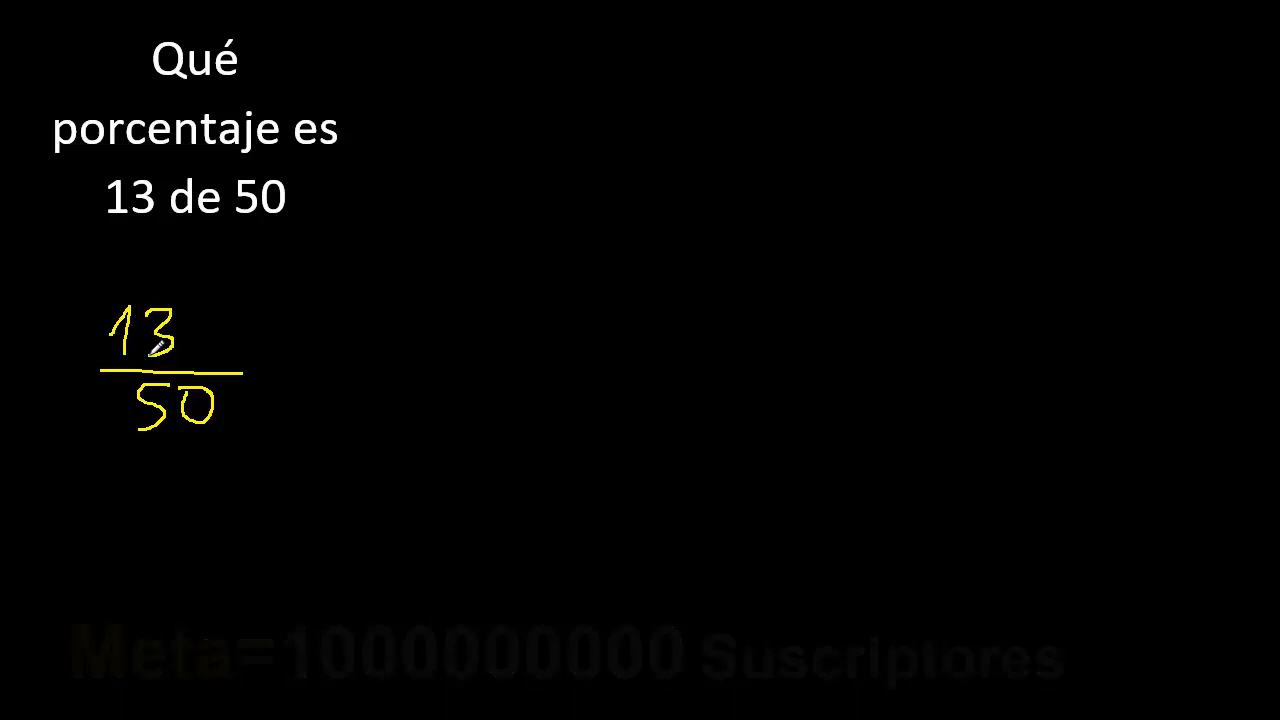 Qué
porcentaje es
13 de 50
13
50
Meta=1000000000 Suscriptores